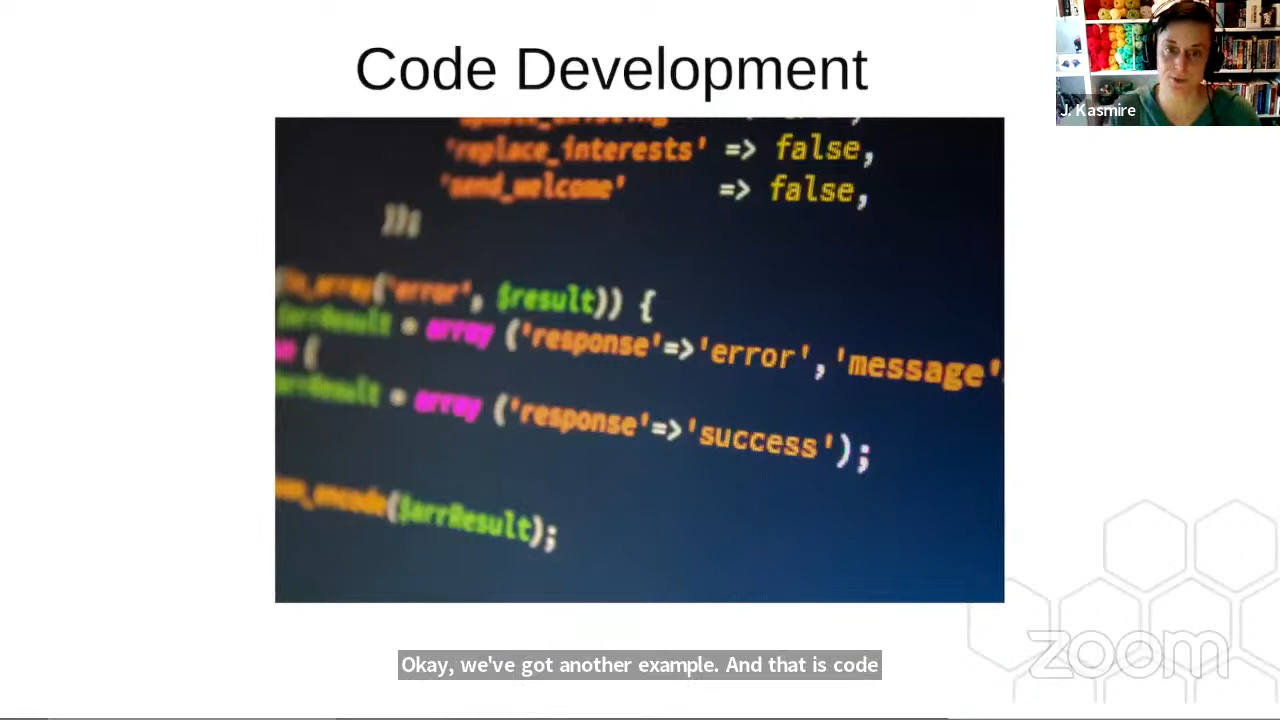 Code Development
J. Kasmire
'replace_interests' => false,
'send_welcome' => false,
));
('error', $result)) {
= array ('response'=>'error','message'
{
= array ('response'=>'success');
($arrResult);
Okay, we've got another example. And that is code
zoom